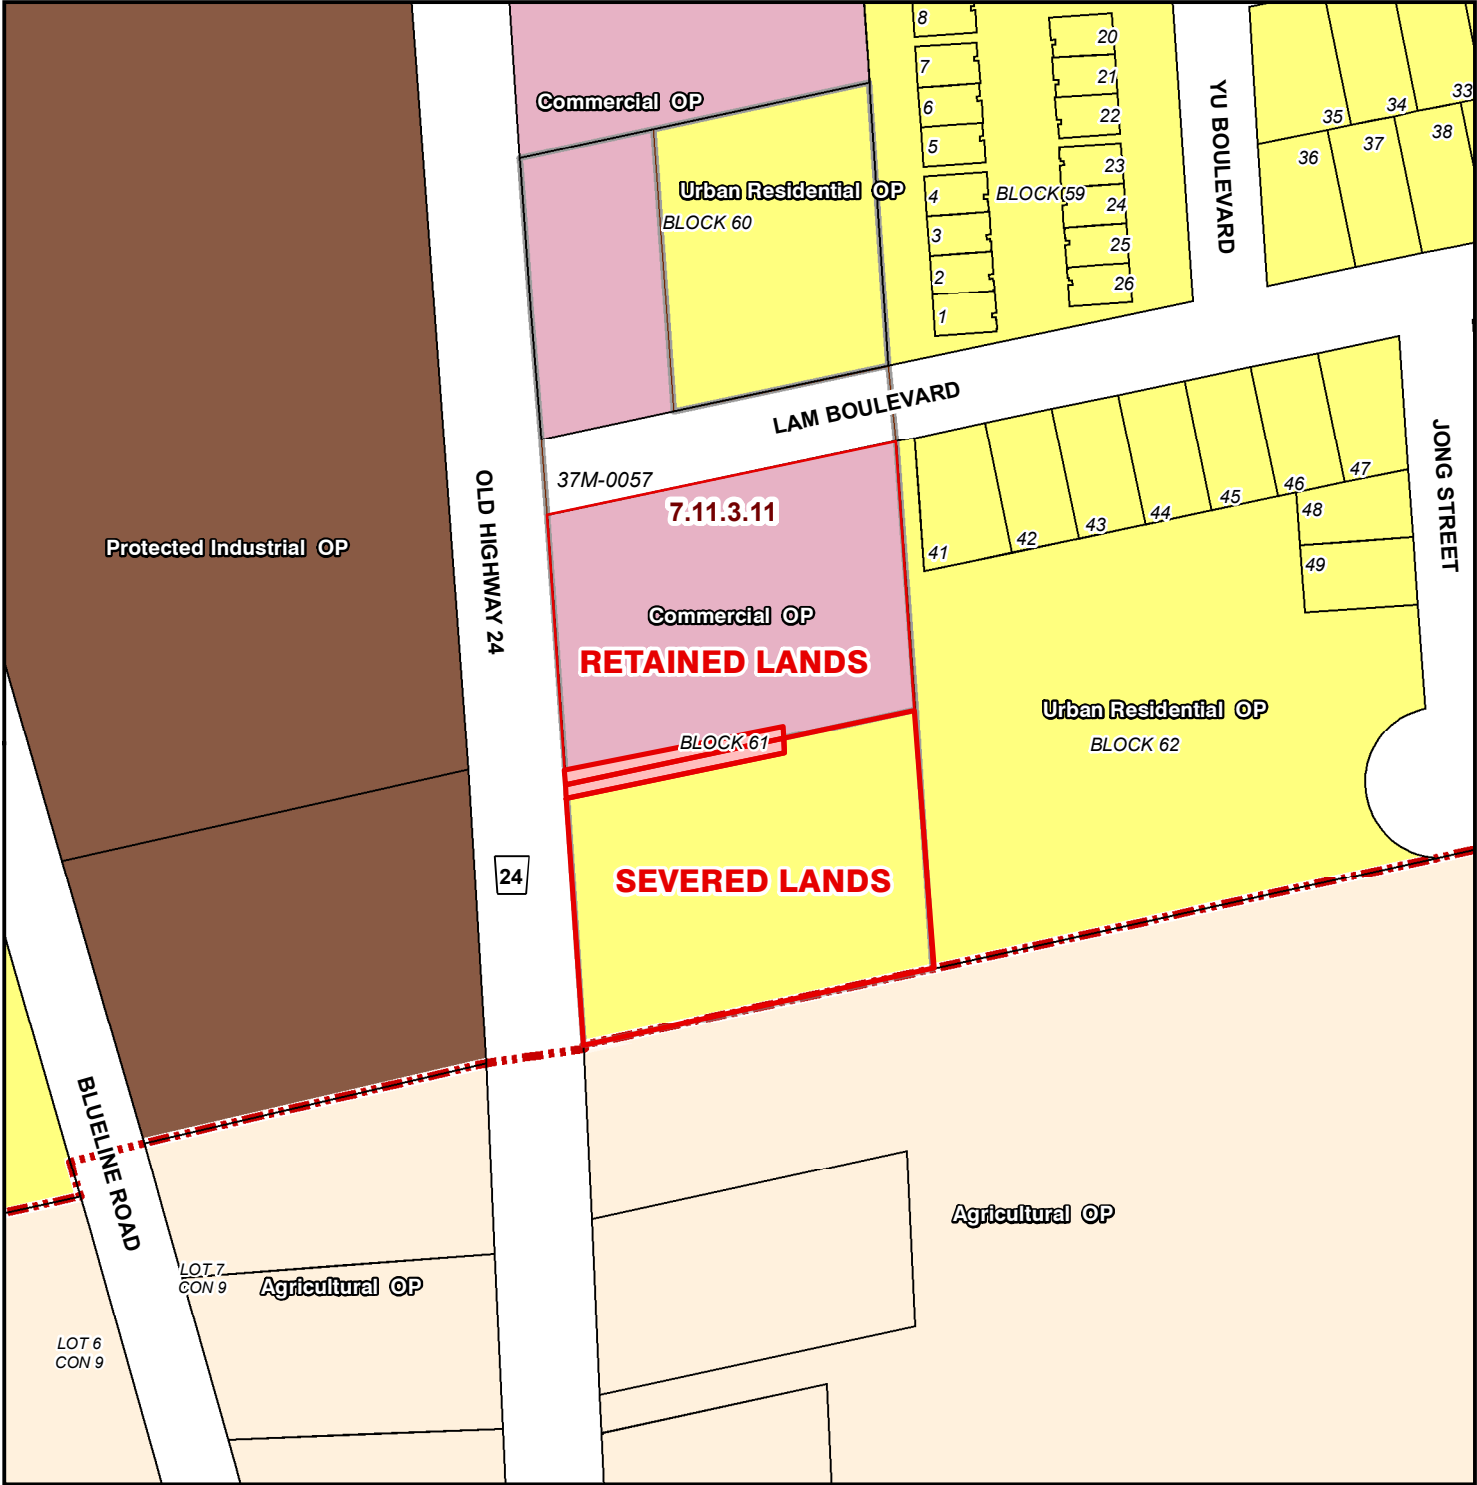 8
7
6
5
4
3
2
1
20
21
22
23
24
25
26
BLOCK 59
YU BOULEVARD
35
34
33
36
37
38
Commercial OP
Urban Residential OP
BLOCK 60
LAM BOULEVARD
37M-0057
7.11.3.11
OLD HIGHWAY 24
Protected Industrial OP
Commercial OP
RETAINED LANDS
BLOCK 61
41
42
43
44
45
46
47
48
49
JONG STREET
Urban Residential OP
BLOCK 62
24
SEVERED LANDS
BLUELINE ROAD
Agricultural OP
LOT 7
CON 9
Agricultural OP
LOT 6
CON 9